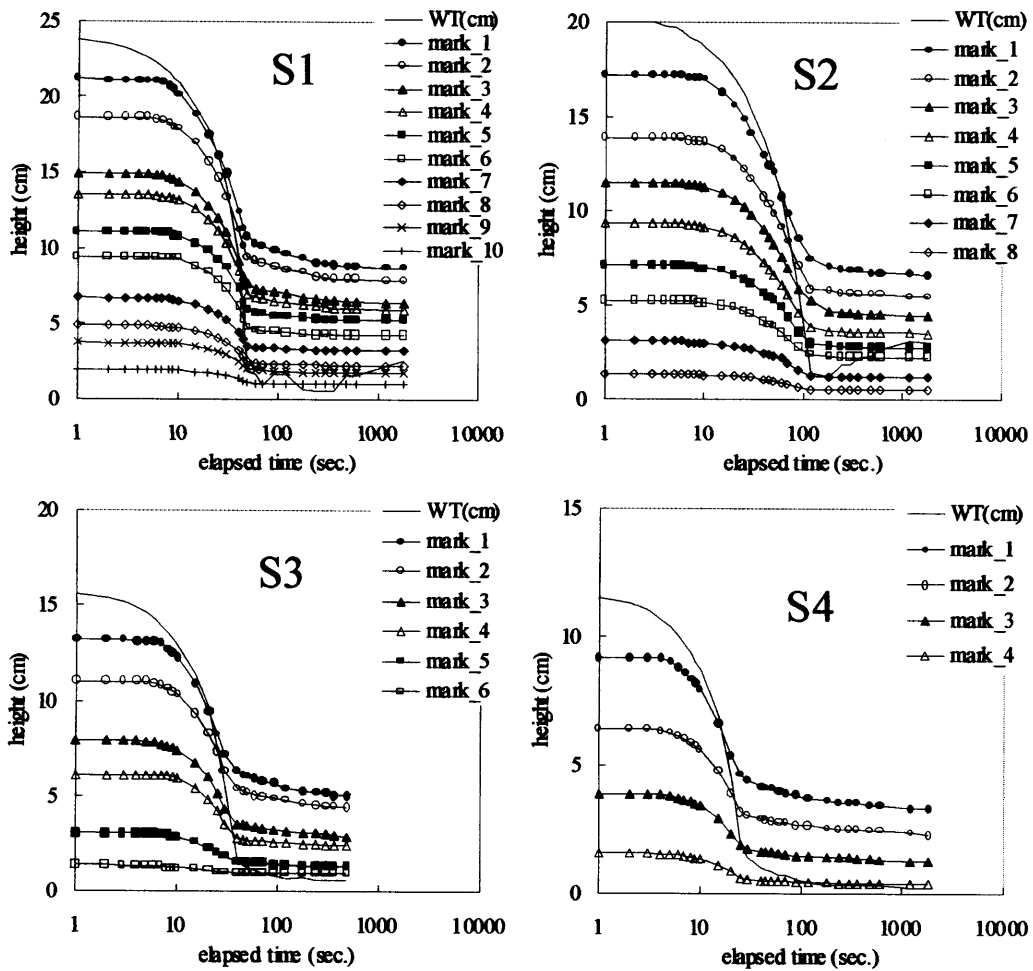 S1
25
20
15
10
5
0
height (cm)
1 10 100 1000 10000
elapsed time (sec.)
WT(cm)
mark_1
mark_2
mark_3
mark_4
mark_5
mark_6
mark_7
mark_8
mark_9
mark_10
S2
20
15
10
5
0
height (cm)
1 10 100 1000 10000
elapsed time (sec.)
WT(cm)
mark_1
mark_2
mark_3
mark_4
mark_5
mark_6
mark_7
mark_8
S3
20
15
10
5
0
height (cm)
1 10 100 1000 10000
elapsed time (sec.)
WT(cm)
mark_1
mark_2
mark_3
mark_4
mark_5
mark_6
S4
15
10
5
0
height (cm)
1 10 100 1000 10000
elapsed time (sec.)
WT(cm)
mark_1
mark_2
mark_3
mark_4